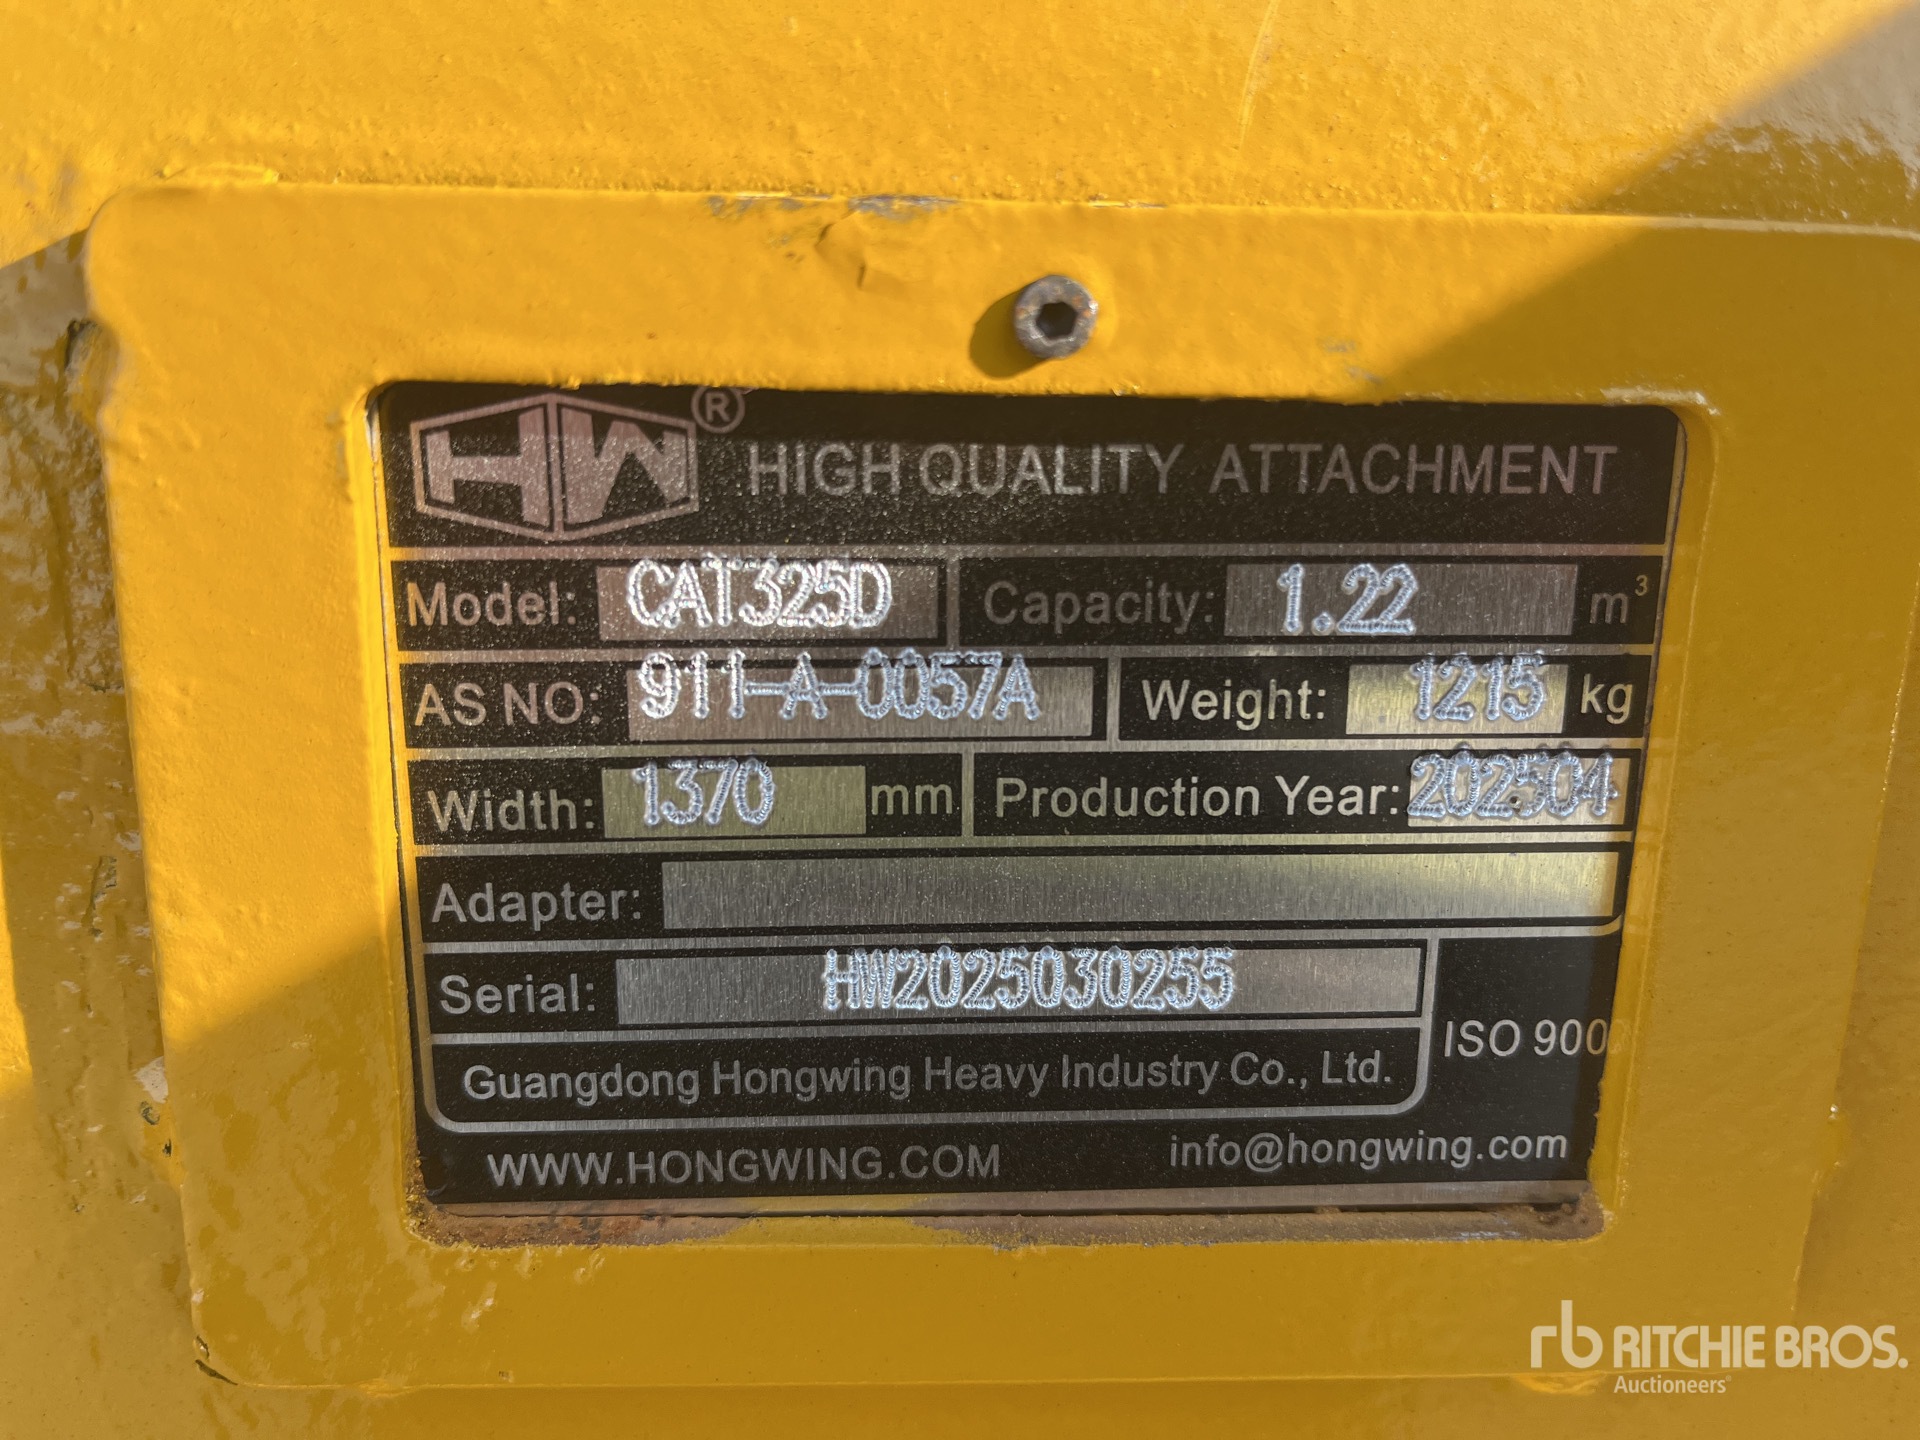 HW® HIGH QUALITY ATTACHMENT
Model: CAT325D Capacity: 1.22 m³
AS NO: 911-A-0057A Weight: 1215 kg
Width: 1370 mm Production Year: 202504
Adapter:
Serial: HW2025030255
ISO 900
Guangdong Hongwing Heavy Industry Co., Ltd.
WWW.HONGWING.COM info@hongwing.com
rb RITCHIE BROS.
Auctioneers